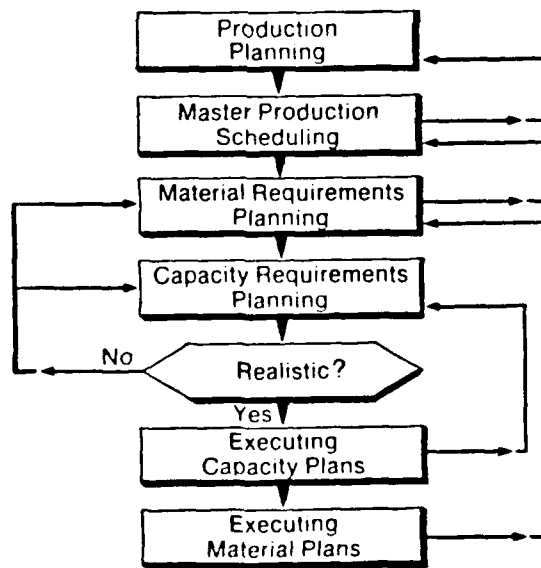 Production
Planning
Master Production
Scheduling
Material Requirements
Planning
Capacity Requirements
Planning
No
Realistic?
Yes
Executing
Capacity Plans
Executing
Material Plans